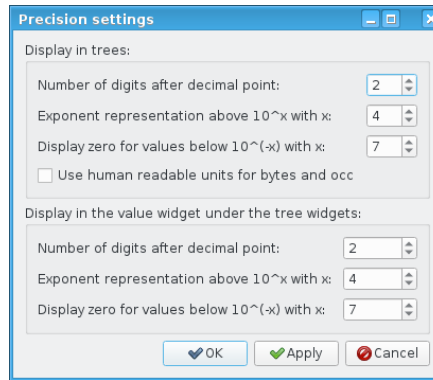 Precision settings
Display in trees:
Number of digits after decimal point: 2
Exponent representation above 10^x with x: 4
Display zero for values below 10^(-x) with x: 7
Use human readable units for bytes and occ
Display in the value widget under the tree widgets:
Number of digits after decimal point: 2
Exponent representation above 10^x with x: 4
Display zero for values below 10^(-x) with x: 7
OK Apply Cancel